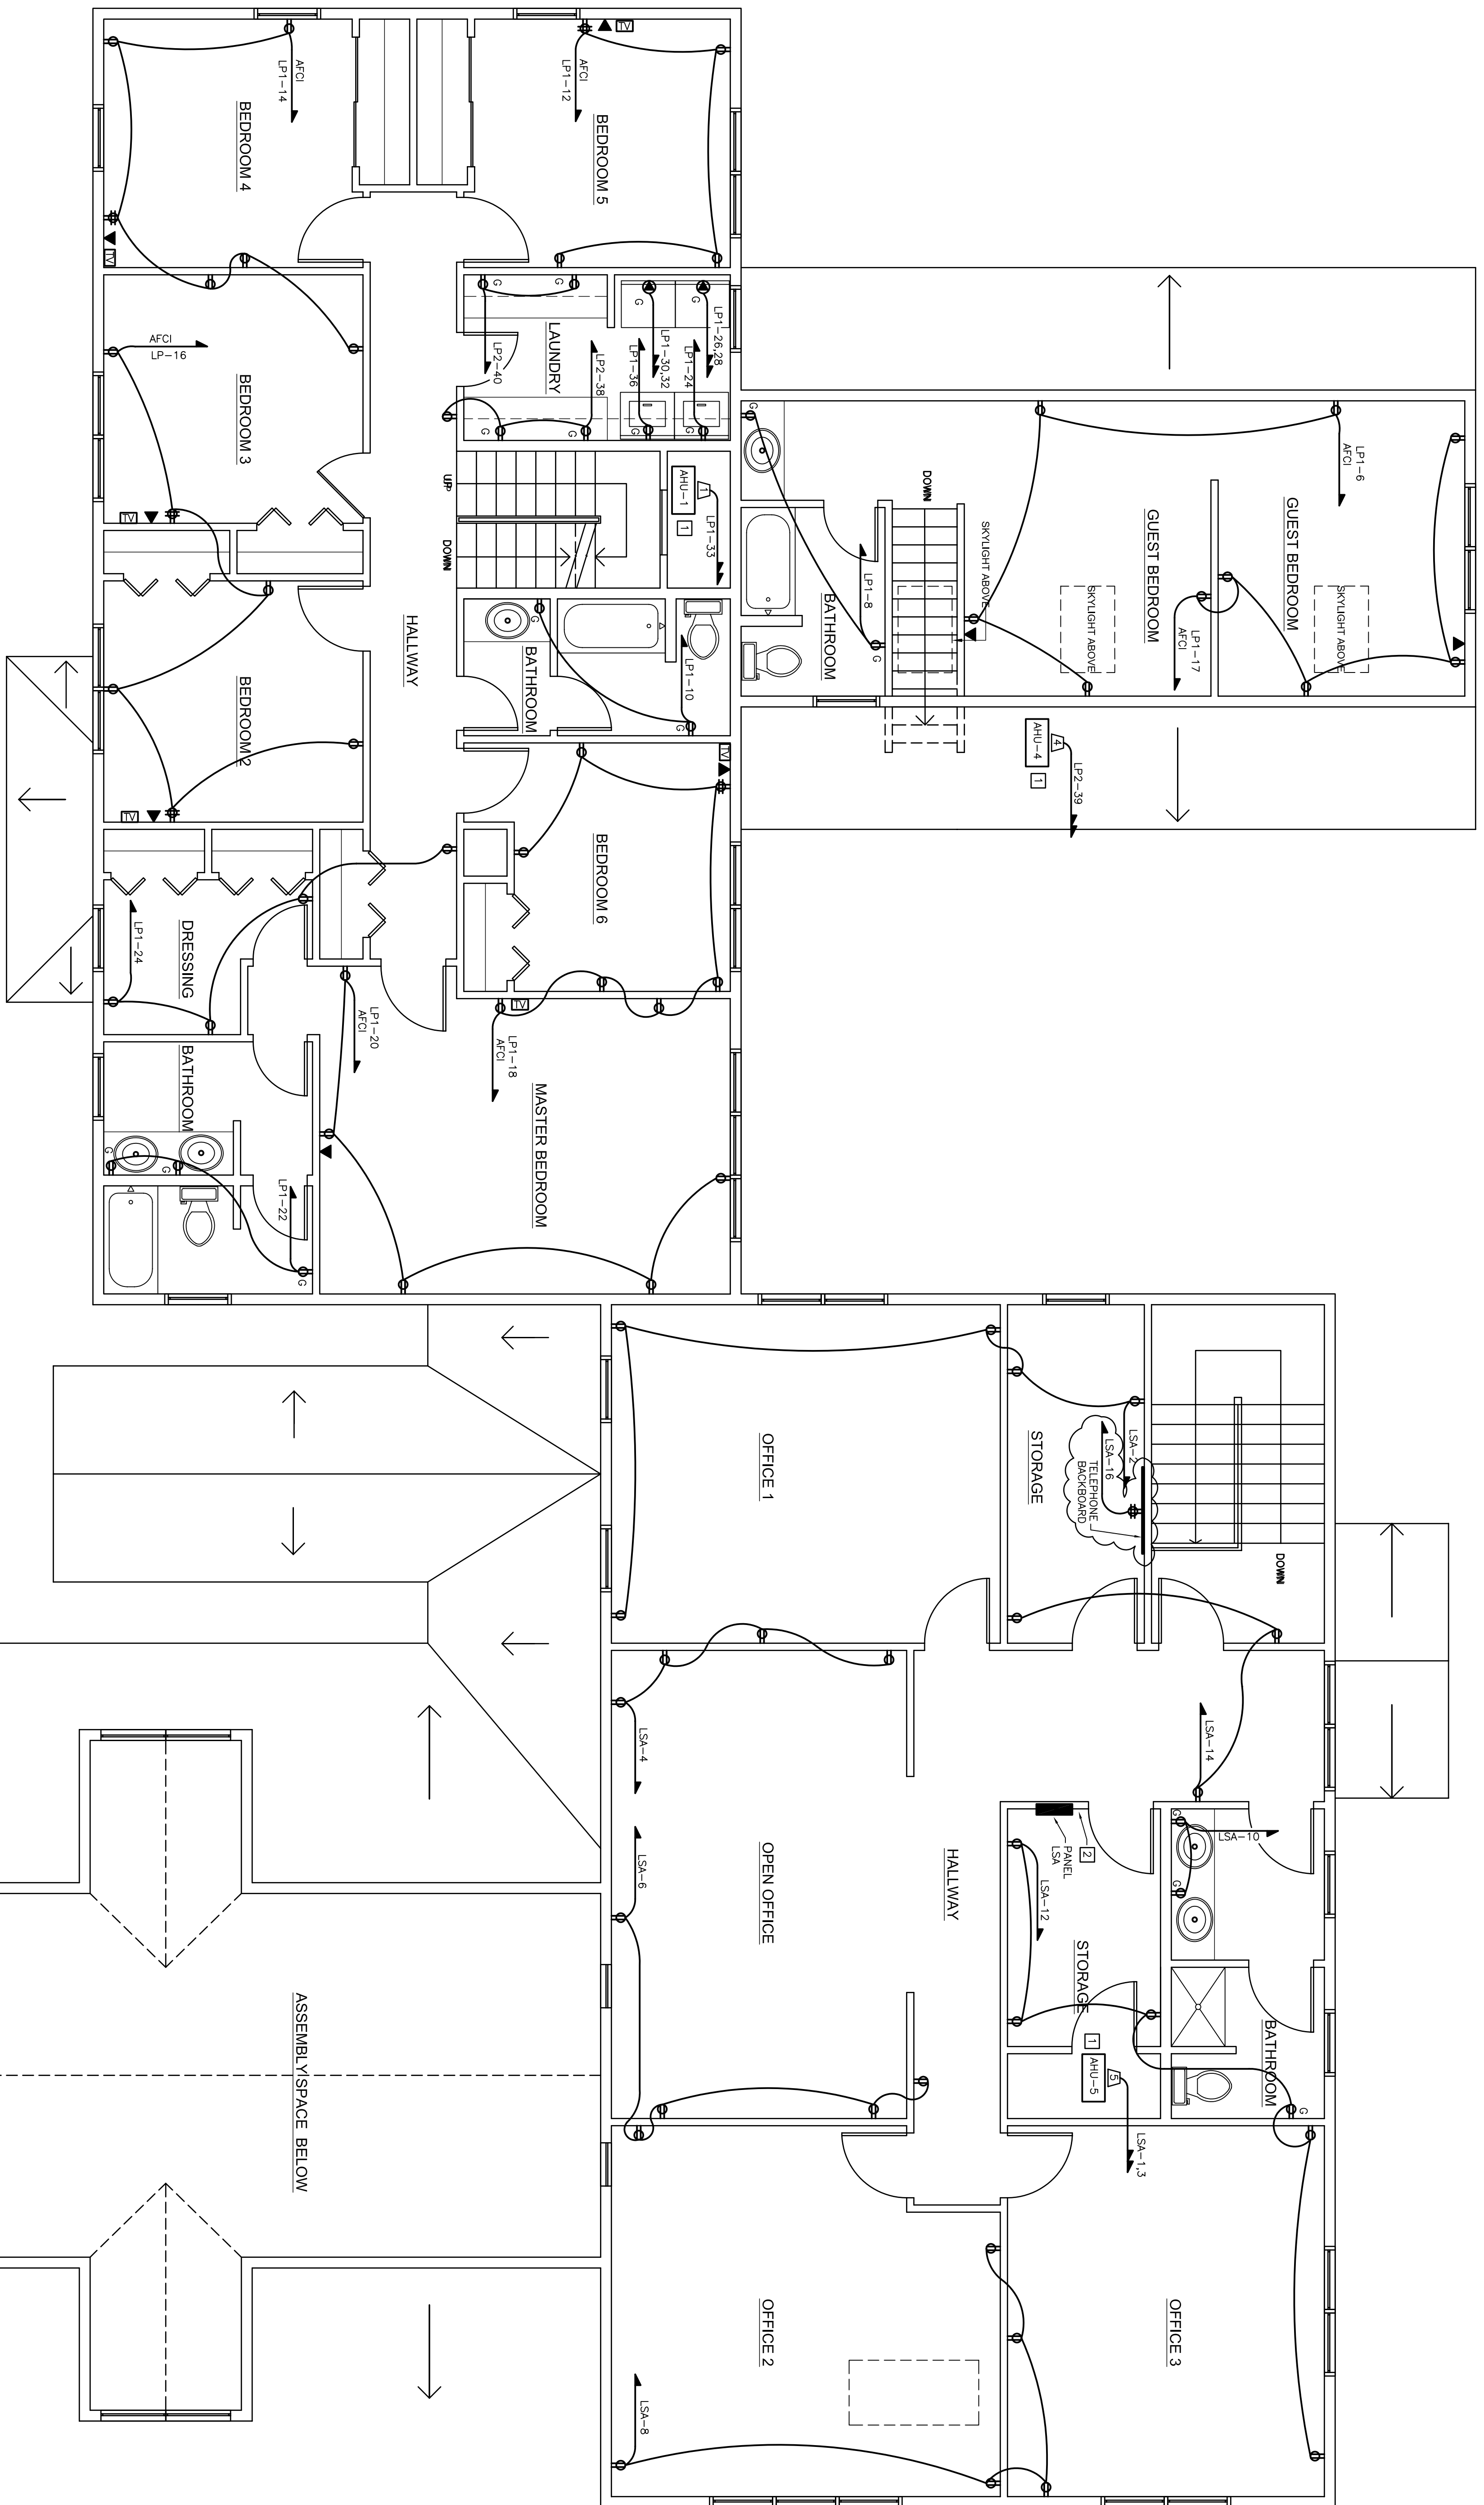 TV
AFCI
LP1-14
AFCI
LP1-12
BEDROOM 4
BEDROOM 5
TV
AFCI
LP-16
BEDROOM 3
TV
G
G
LP2-40
LAUNDRY
LP2-38
G
G
G
G
LP1-26,28
LP1-30,32
LP1-24
LP1-36
G
G
UP
DOWN
AHU-1
1
1
LP1-33
LP1-6
AFCI
GUEST BEDROOM
GUEST BEDROOM
SKYLIGHT ABOVE
SKYLIGHT ABOVE
SKYLIGHT ABOVE
LP1-17
AFCI
DOWN
G
LP1-8
BATHROOM
G
AHU-4
4
1
LP2-39
HALLWAY
BEDROOM 2
TV
G
BATHROOM
LP1-10
G
TV
BEDROOM 6
LP1-24
DRESSING
LP1-20
AFCI
TV
LP1-18
AFCI
MASTER BEDROOM
BATHROOM
G
G
LP1-22
G
OFFICE 1
STORAGE
LSA-2
LSA-16
TELEPHONE
BACKBOARD
DOWN
LSA-4
LSA-14
LSA-6
OPEN OFFICE
HALLWAY
PANEL
LSA
2
LSA-12
G
G
LSA-10
STORAGE
BATHROOM
G
1
AHU-5
5
LSA-1,3
ASSEMBLY SPACE BELOW
OFFICE 2
OFFICE 3
LSA-8